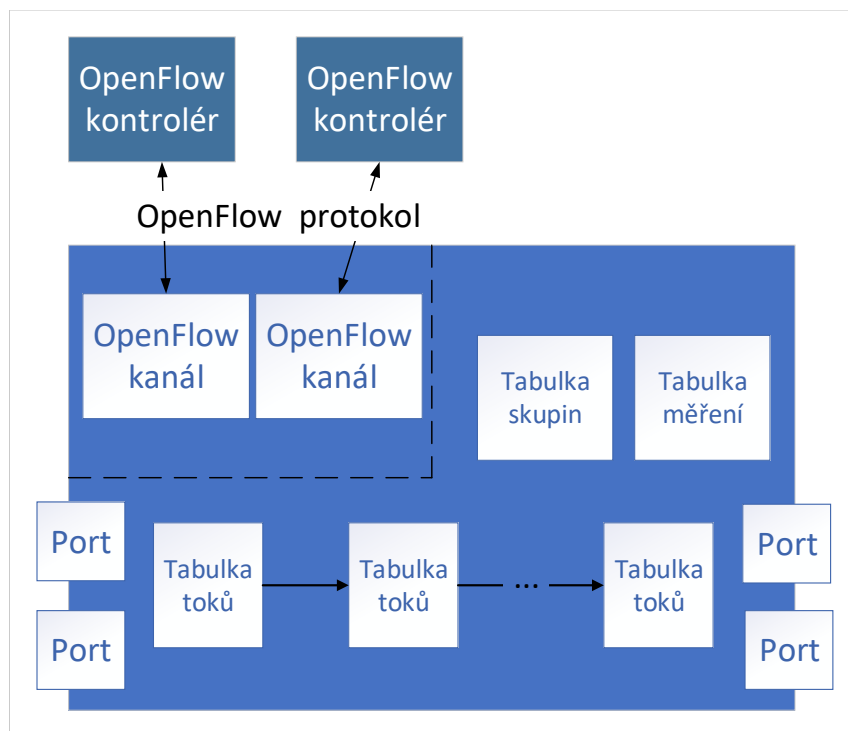 OpenFlow
kontrolér
OpenFlow
kontrolér
OpenFlow protokol
OpenFlow
kanál
OpenFlow
kanál
Tabulka
skupin
Tabulka
měření
Port
Port
Tabulka
toků
Tabulka
toků
...
Tabulka
toků
Port
Port